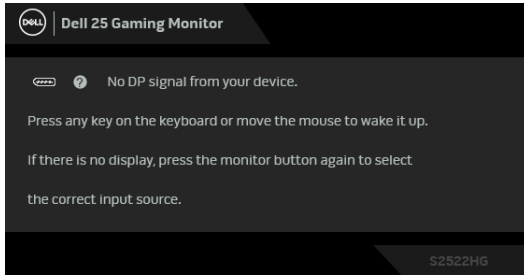 DELL
Dell 25 Gaming Monitor
? No DP signal from your device.
Press any key on the keyboard or move the mouse to wake it up.
If there is no display, press the monitor button again to select
the correct input source.
S2522HG